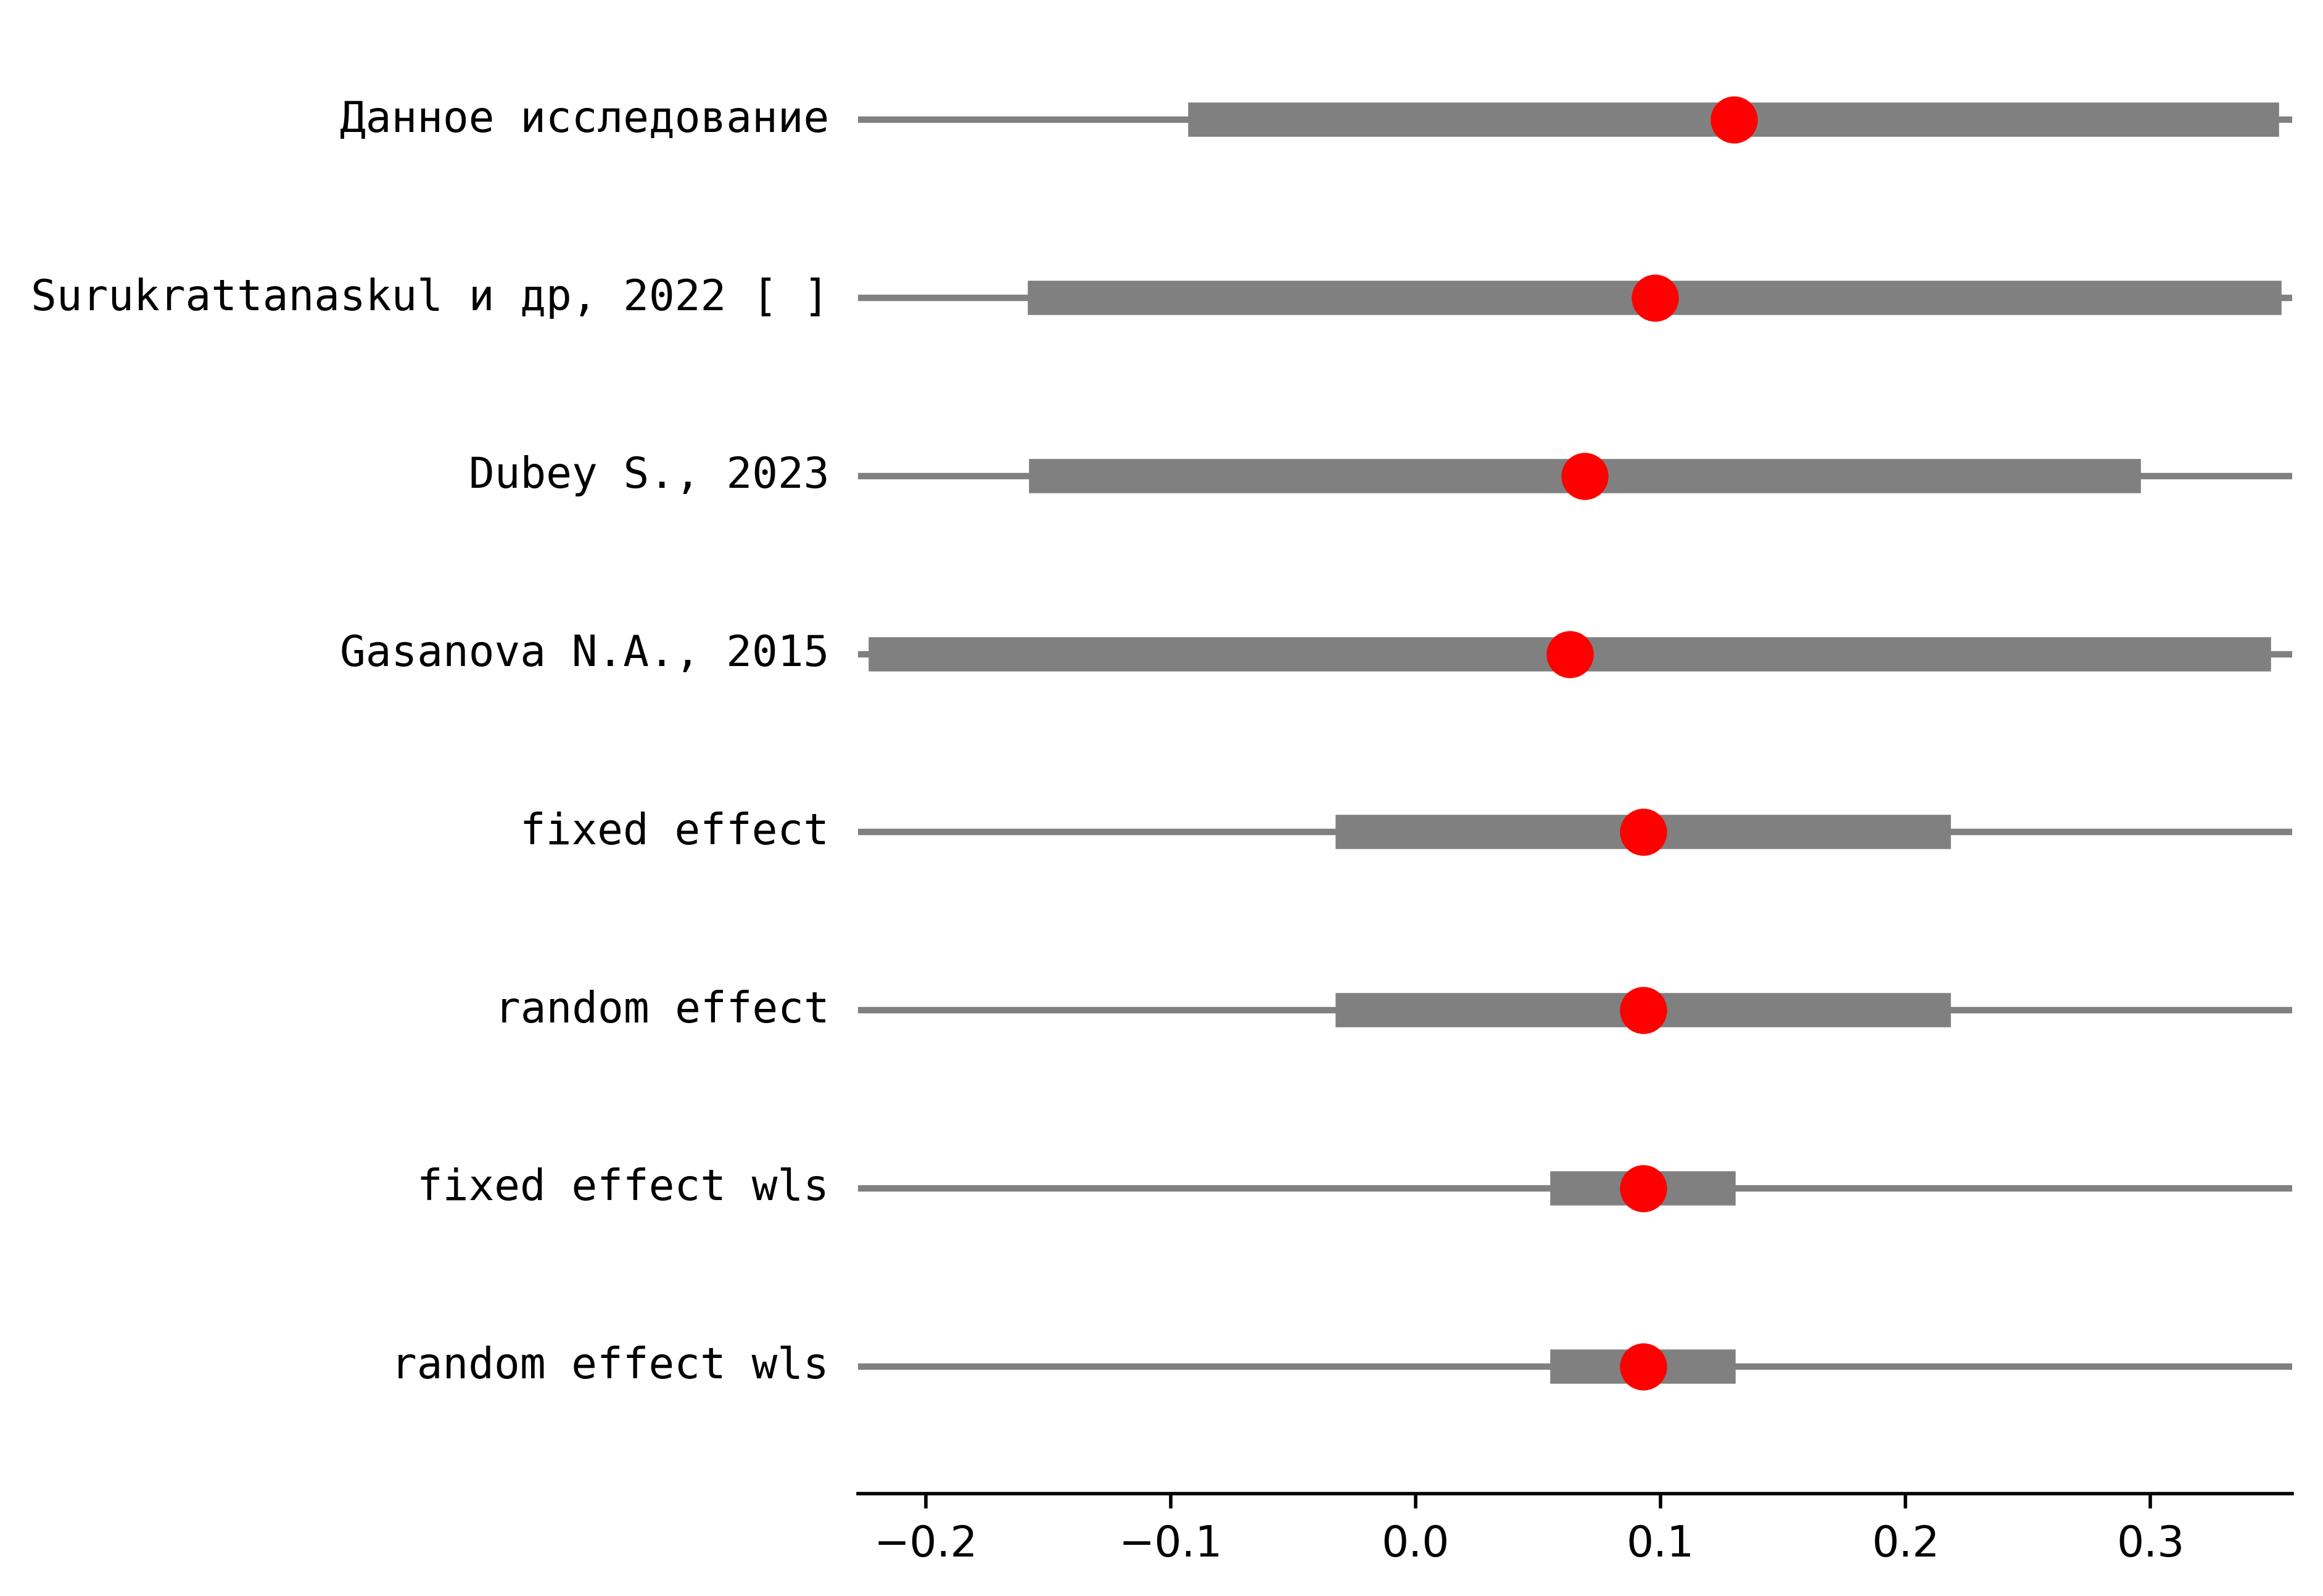 Данное исследование
Surukrattanaskul и др, 2022 [ ]
Dubey S., 2023
Gasanova N.A., 2015
fixed effect
random effect
fixed effect wls
random effect wls
−0.2 −0.1 0.0 0.1 0.2 0.3